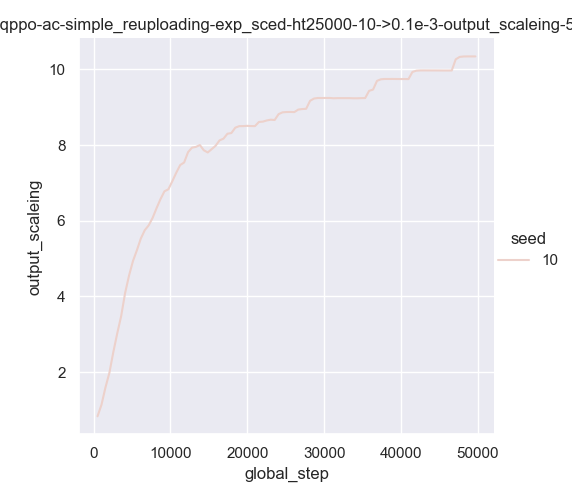 qppo-ac-simple_reuploading-exp_sced-ht25000-10->0.1e-3-output_scaleing-5
10
8
6
4
2
output_scaleing
0 10000 20000 30000 40000 50000
global_step
seed
10